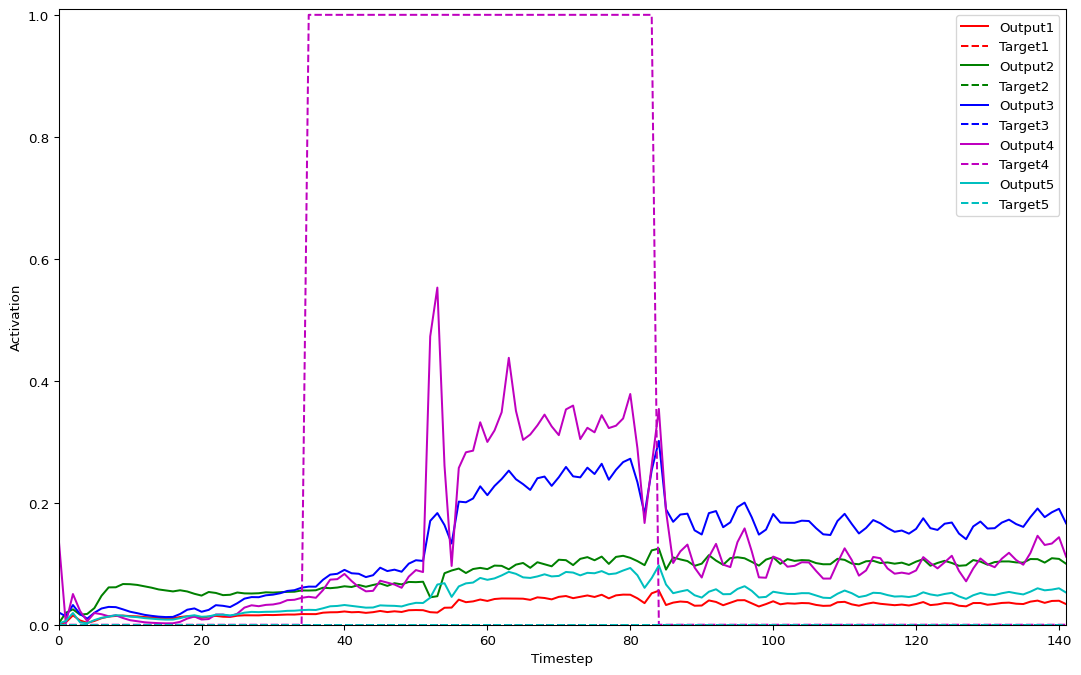 1.0
0.8
0.6
0.4
0.2
0.0
Activation
0
20
40
60
80
100
120
140
Timestep
Output1
Target1
Output2
Target2
Output3
Target3
Output4
Target4
Output5
Target5